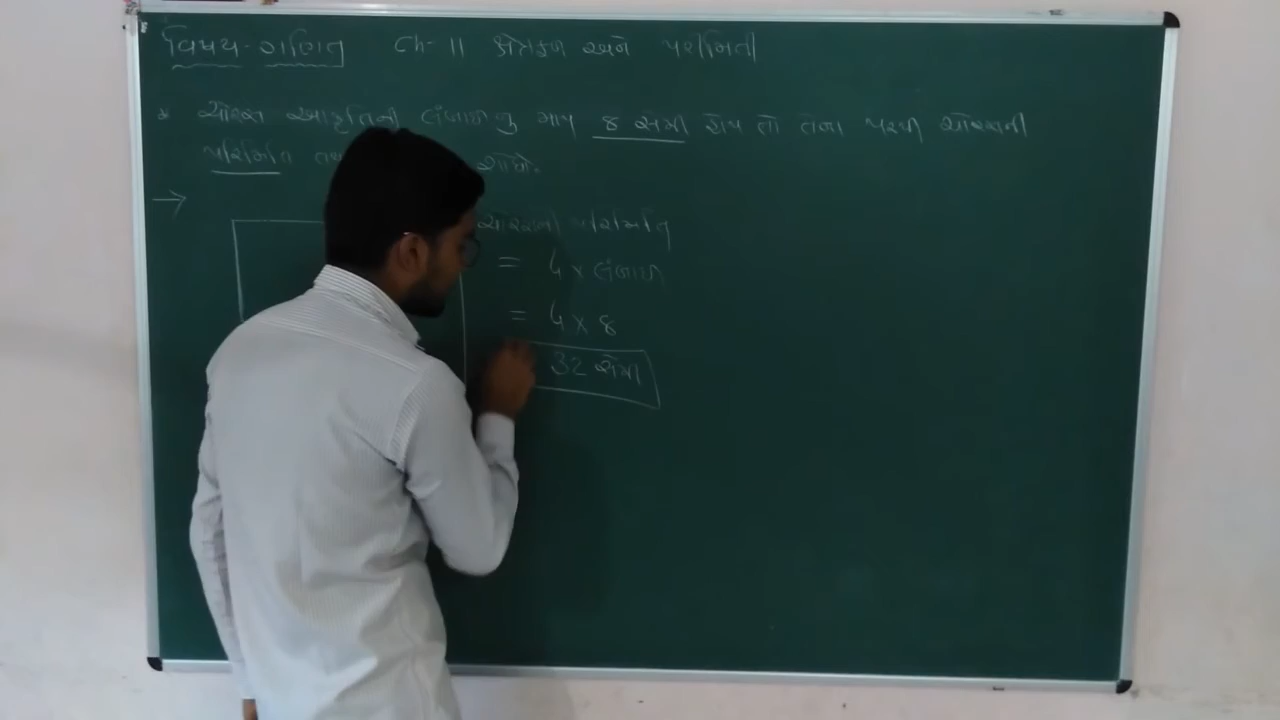 વિષય-ગણિત Ch-11 ક્ષેત્રફળ અને પરીમિતી
* ચોરસ આકૃતિની લંબાઈનુ માપ 8 સેમી હોય તો તેના પરથી ચોરસની
પરિમિતિ શોધો.
→
ચોરસની પરિમિતિ
= 4 × લંબાઈ
= 4 × 8
32 સેમી